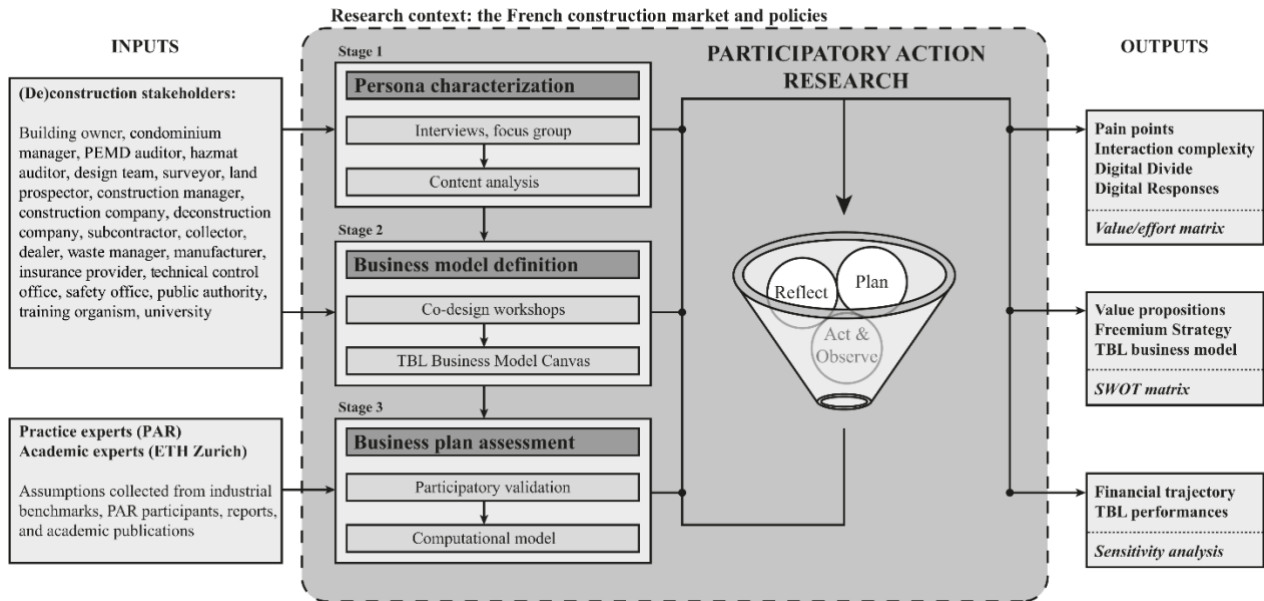 Research context: the French construction market and policies
INPUTS
(De)construction stakeholders:
Building owner, condominium
manager, PEMD auditor, hazmat
auditor, design team, surveyor, land
prospector, construction manager,
construction company, deconstruction
company, subcontractor, collector,
dealer, waste manager, manufacturer,
insurance provider, technical control
office, safety office, public authority,
training organism, university
Practice experts (PAR)
Academic experts (ETH Zurich)
Assumptions collected from industrial
benchmarks, PAR participants, reports,
and academic publications
Stage 1
Persona characterization
Interviews, focus group
Content analysis
Stage 2
Business model definition
Co-design workshops
TBL Business Model Canvas
Stage 3
Business plan assessment
Participatory validation
Computational model
PARTICIPATORY ACTION
RESEARCH
Reflect
Plan
Act &
Observe
OUTPUTS
Pain points
Interaction complexity
Digital Divide
Digital Responses
Value/effort matrix
Value propositions
Freemium Strategy
TBL business model
SWOT matrix
Financial trajectory
TBL performances
Sensitivity analysis